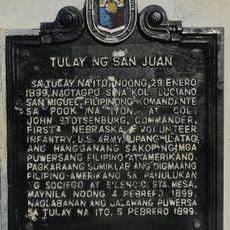 TULAY NG SAN JUAN
SA TULAY NA ITO, NOONG 29 ENERO
1899, NAGTAGPO SINA KOL. LUCIANO
SAN MIGUEL, FILIPINONG KOMANDANTE
SA POOK NA IYON, AT COL.
JOHN STOTSENBURG, COMMANDER,
FIRST NEBRASKA VOLUNTEER
INFANTRY, U.S. ARMY, UPANG ILATAG
ANG HANGGANAN SAKOP NG MGA
PUWERSANG FILIPINO AT AMERIKANO.
PAGKARAANG SUMIKLAB ANG DIGMAANG
FILIPINO-AMERIKANO SA PANULUKAN
NG SOCIEGO AT SILENCIO, STA. MESA,
MAYNILA NOONG 4 PEBRERO 1899,
NAGLABANAN ANG DALAWANG PUWERSA
SA TULAY NA ITO, 5 PEBRERO 1899.